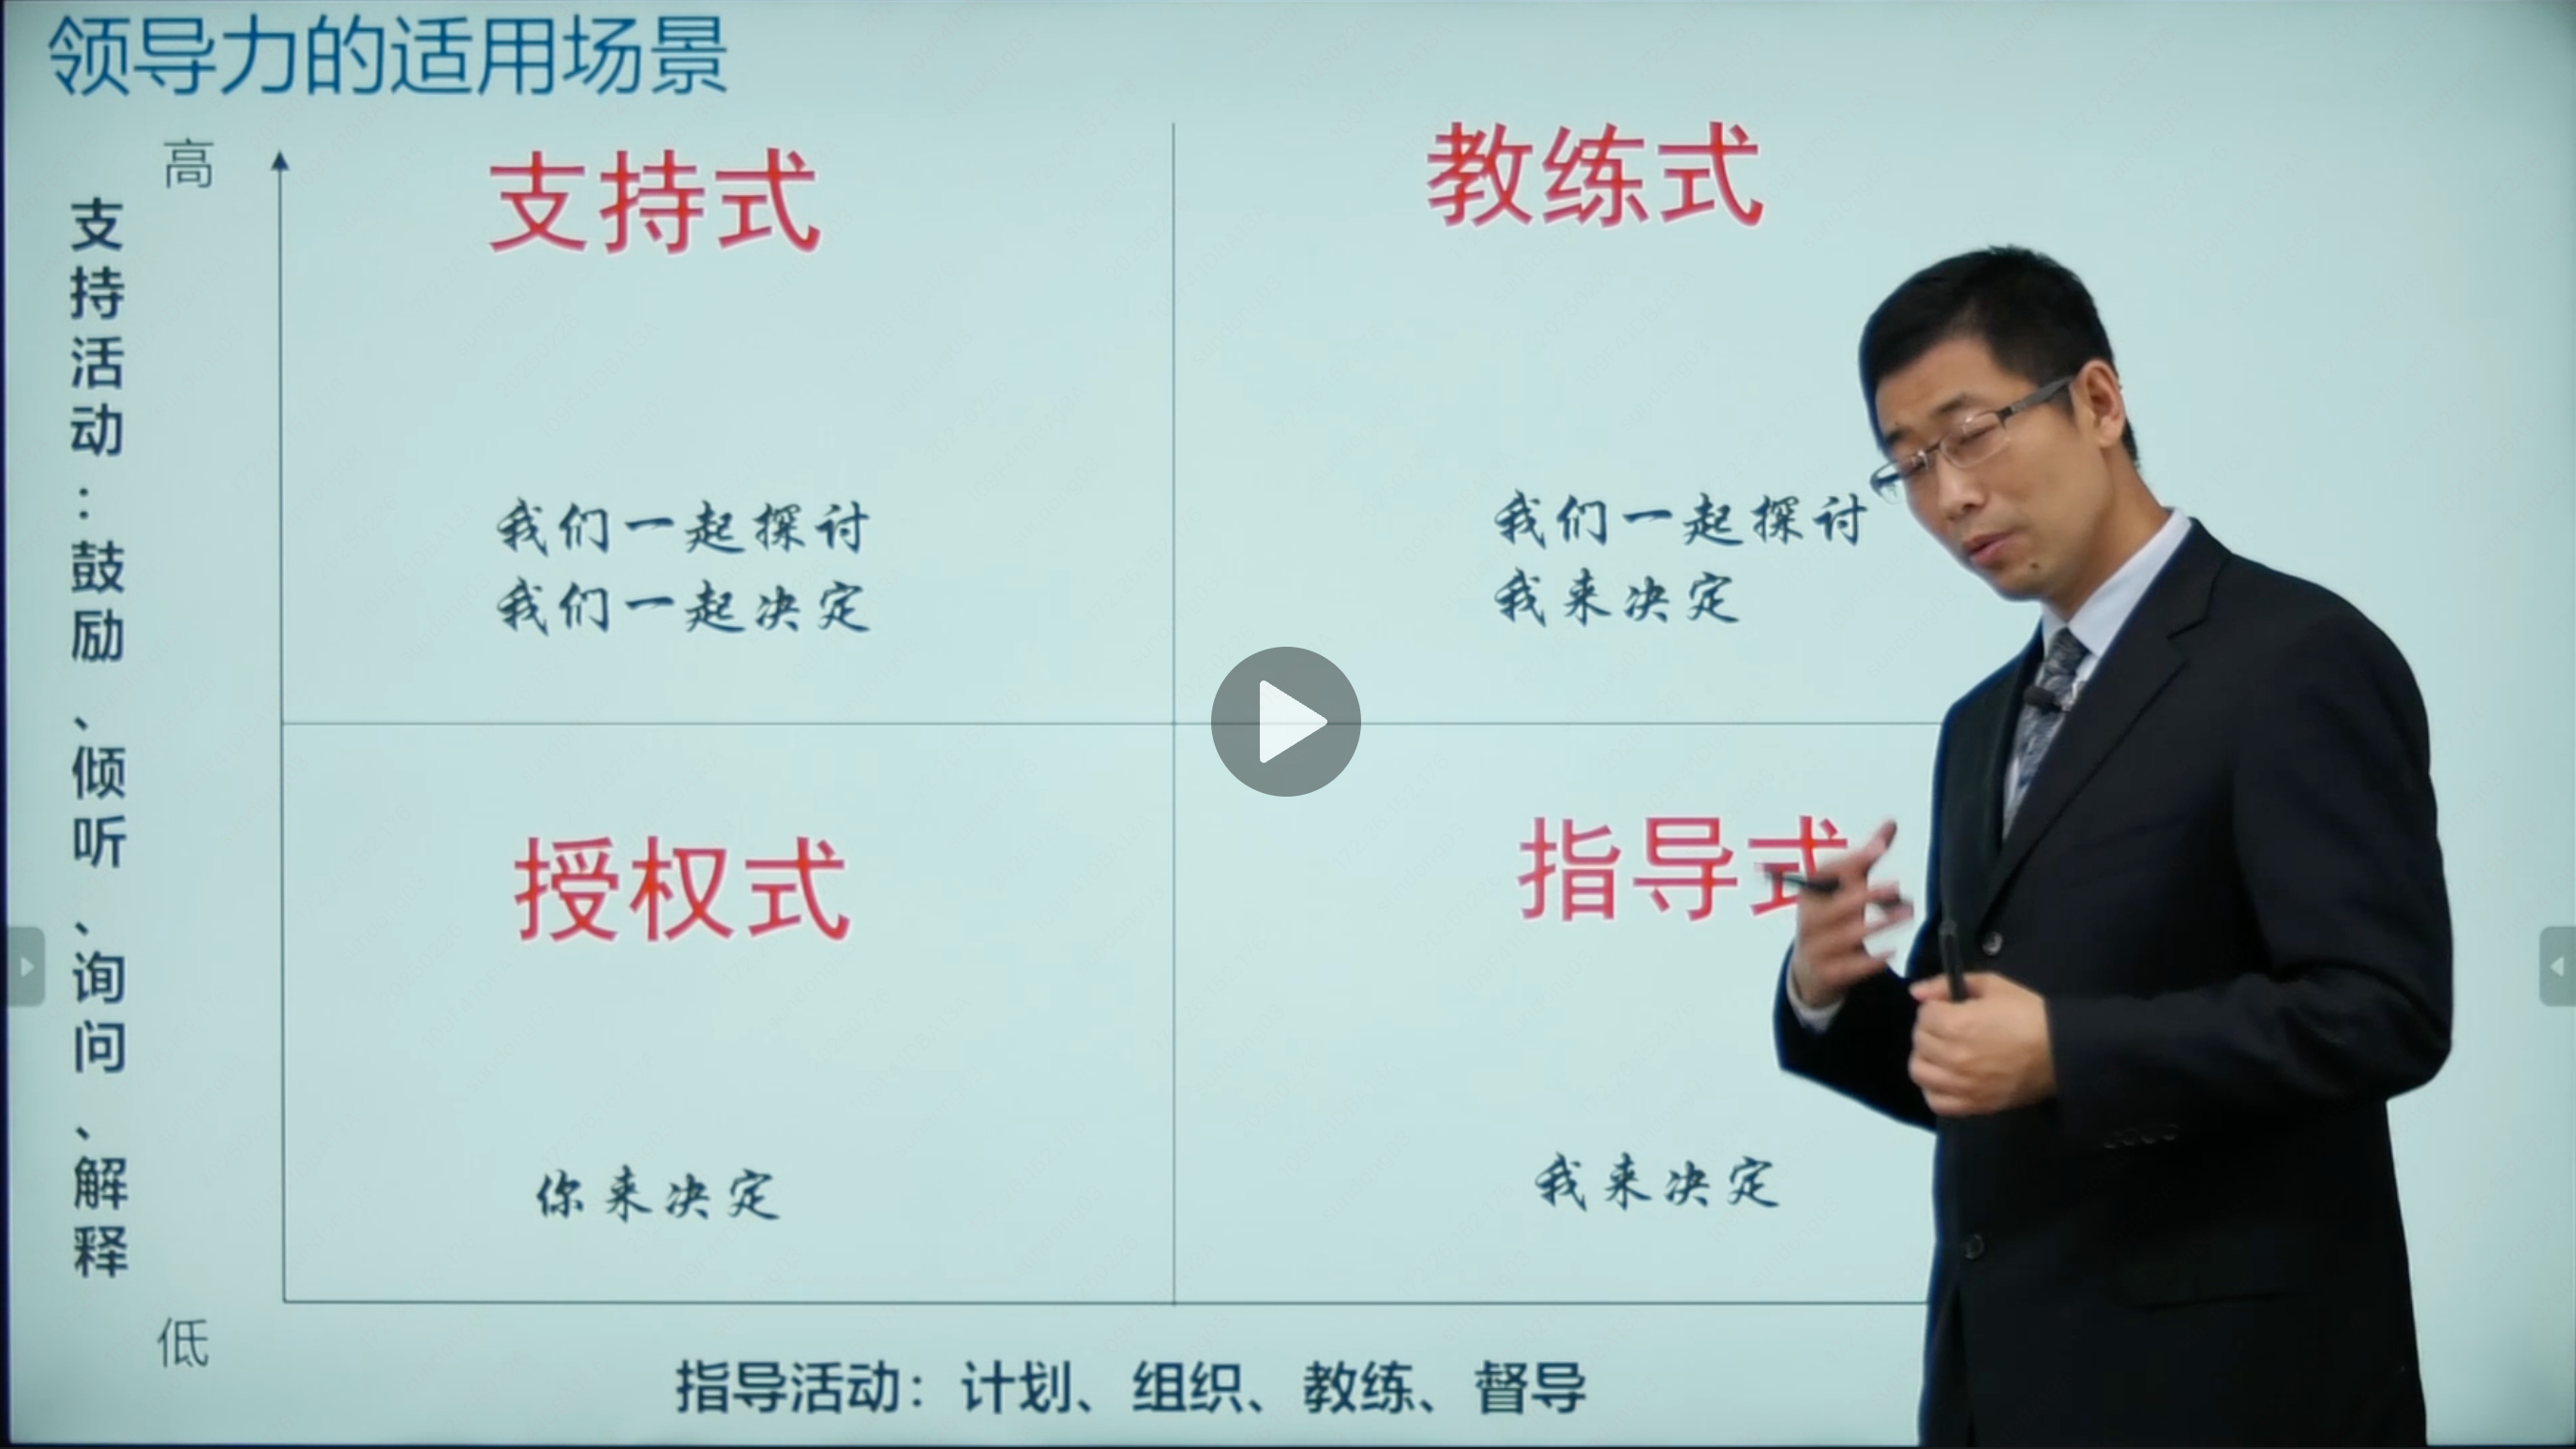 领导力的适用场景
高
支持活动：鼓励、倾听、询问、解释
低
支持式
我们一起探讨
我们一起决定
教练式
我们一起探讨
我来决定
授权式
你来决定
指导式
我来决定
指导活动：计划、组织、教练、督导